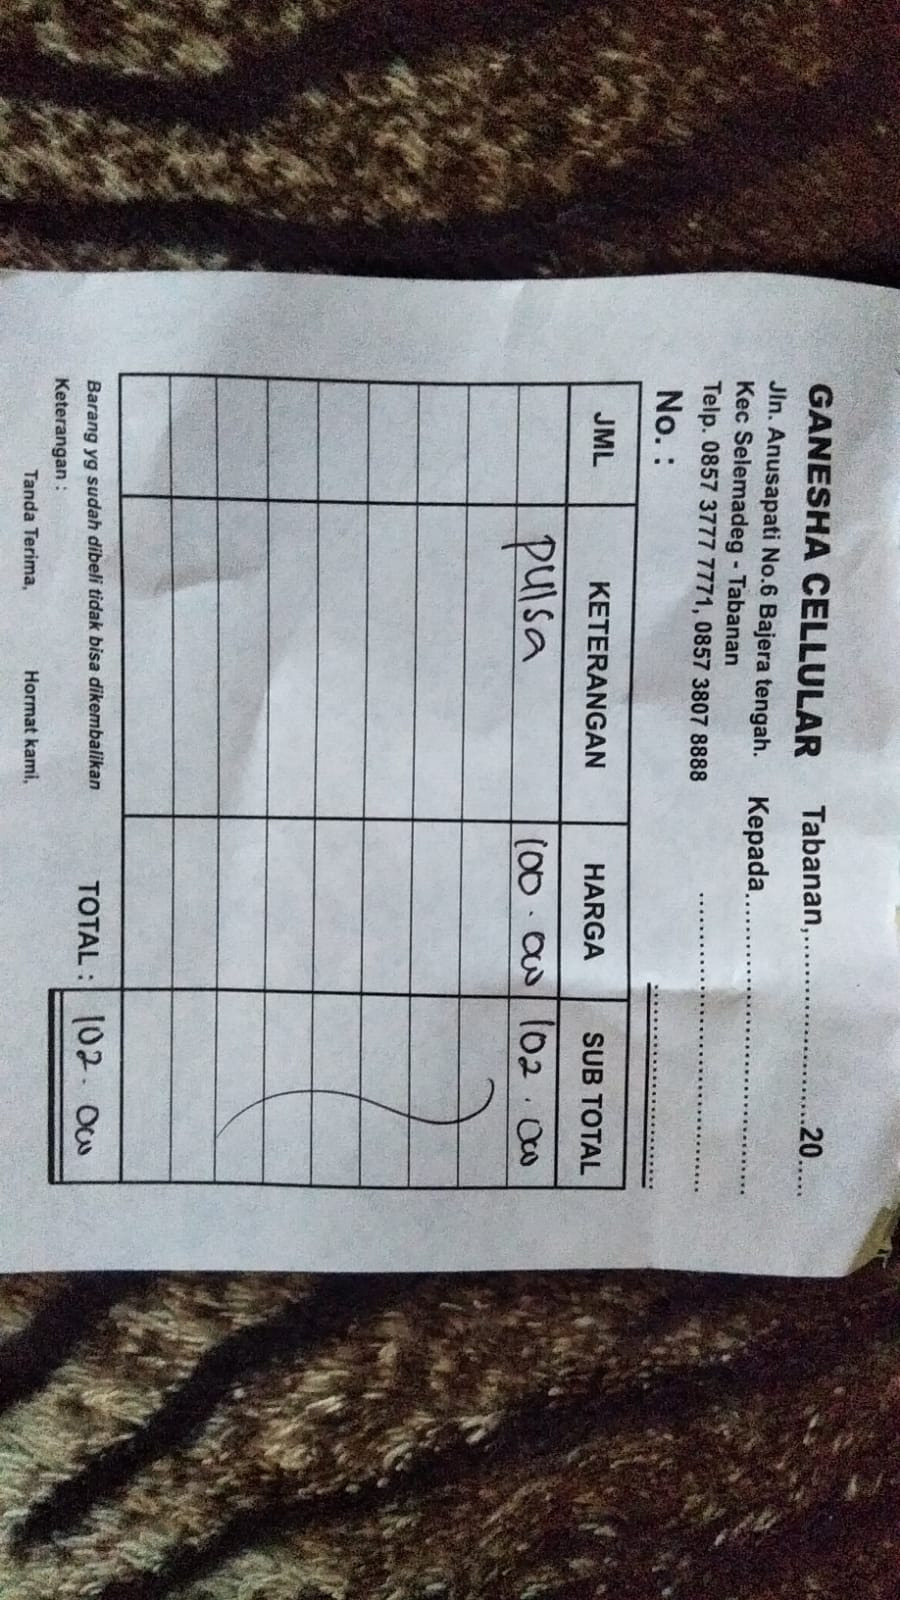 GANESHA CELLULAR
Jln. Anusapati No.6 Bajera tengah.
Kec Selemadeg - Tabanan
Telp. 0857 3777 7771, 0857 3807 8888
No. :
Tabanan,..............................20.....
Kepada..........................................
..........................................
..........................................
JML KETERANGAN HARGA SUB TOTAL
pulsa 100.000 102.000
Barang yg sudah dibeli tidak bisa dikembalikan
TOTAL : 102.000
Keterangan :
Tanda Terima, Hormat kami,